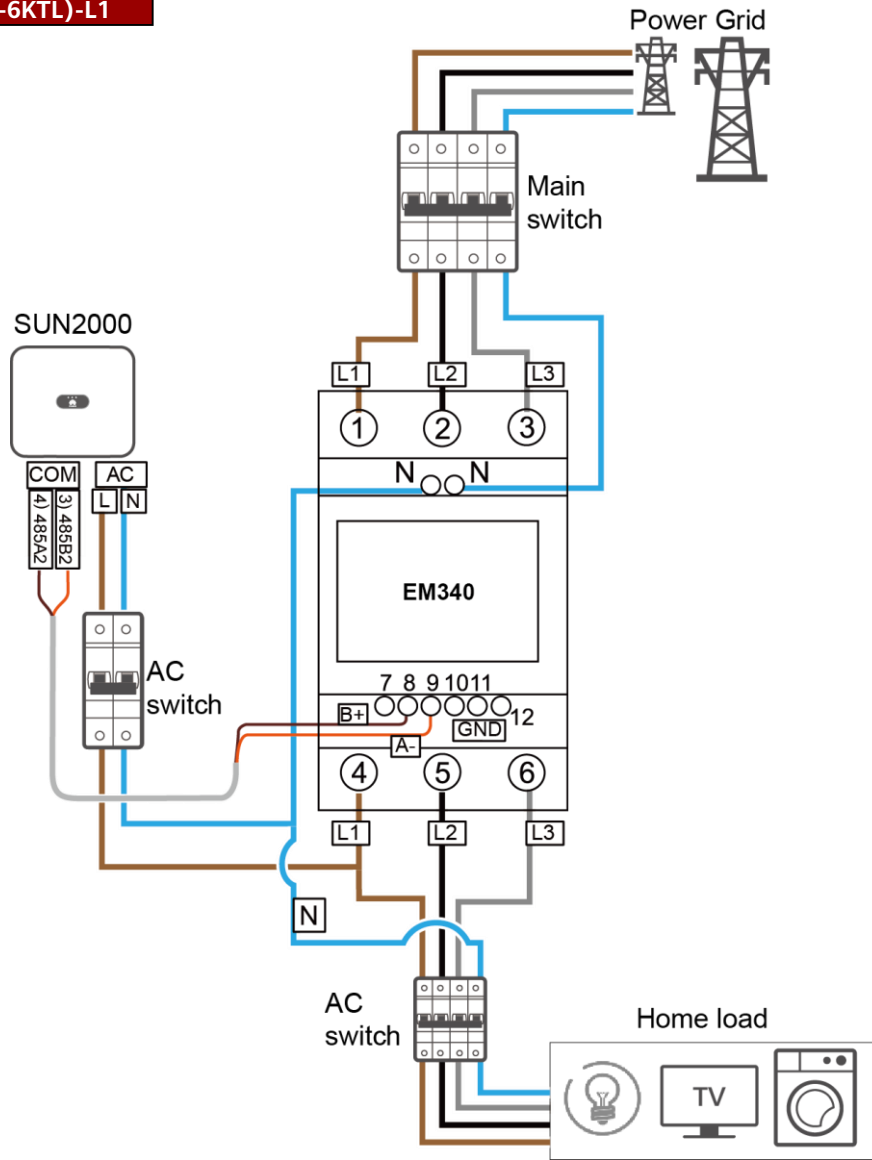 -6KTL)-L1
Power Grid
Main
switch
SUN2000
L1
L2
L3
1
2
3
COM
AC
N
N
L
N
4) 485A2
3) 485B2
EM340
AC
switch
7 8 9 10 11
12
B+
GND
A-
4
5
6
L1
L2
L3
N
AC
switch
Home load
TV